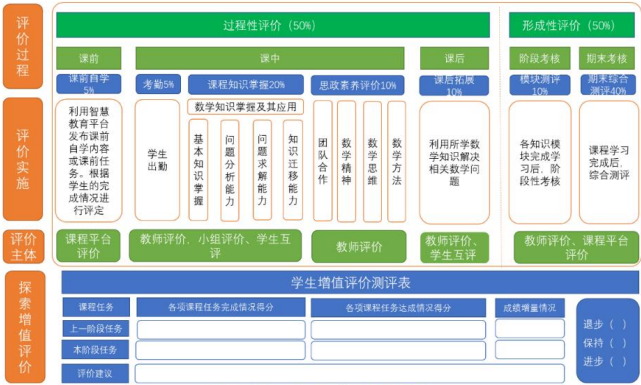 评价过程
过程性评价（50%）
形成性评价（50%）
课前
课中
课后
阶段考核
期末考核
课前自学
5%
考勤5%
课程知识掌握20%
思政素养评价10%
课后拓展
10%
模块测评
10%
期末综合
测评40%
评价实施
利用智慧
教育平台
发布课前
自学内容
或课前任
务。根据
学生的完
成情况进
行评定
学生
出勤
数学知识掌握及其应用
基本知识掌握
问题分析能力
问题求解能力
知识迁移能力
团队合作
数学精神
数学思维
数学方法
利用所学数
学知识解决
相关数学问
题
各知识模
块完成学
习后，阶
段性考核
课程学习
完成后，
综合测评
评价
主体
课程平台
评价
教师评价、小组评价、学生互
评
教师评价
教师评价、
学生互评
教师评价、课程平台
评价
探索增值评价
学生增值评价测评表
课程任务
各项课程任务完成情况得分
各项课程任务达成情况得分
成绩增量情况
上一阶段任务
本阶段任务
评价建议
退步（ ）
保持（ ）
进步（ ）